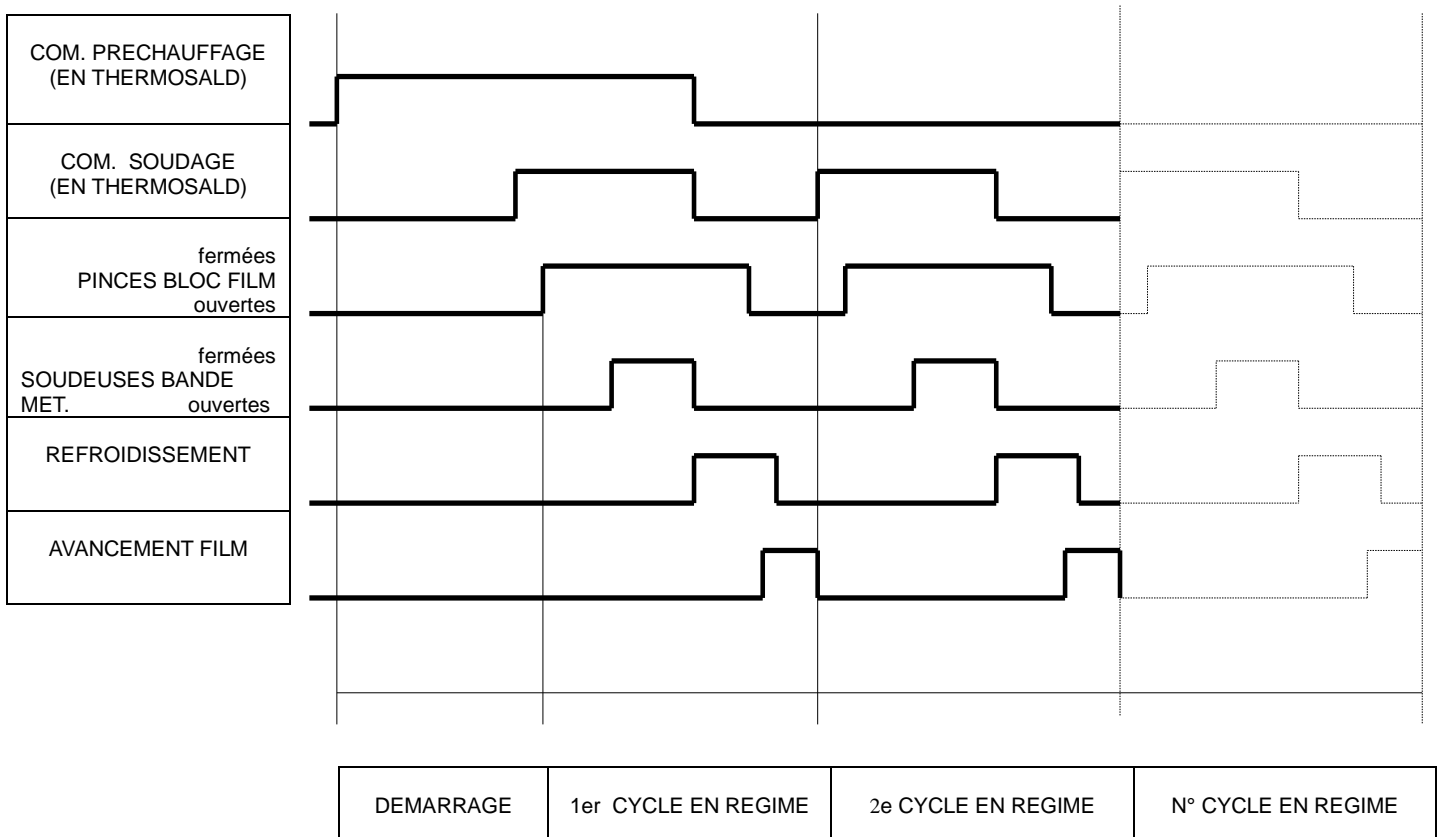 COM. PRECHAUFFAGE
(EN THERMOSALD)
COM. SOUDAGE
(EN THERMOSALD)
fermées
PINCES BLOC FILM
ouvertes
fermées
SOUDEUSES BANDE
MET. ouvertes
REFROIDISSEMENT
AVANCEMENT FILM
DEMARRAGE 1er CYCLE EN REGIME 2e CYCLE EN REGIME N° CYCLE EN REGIME